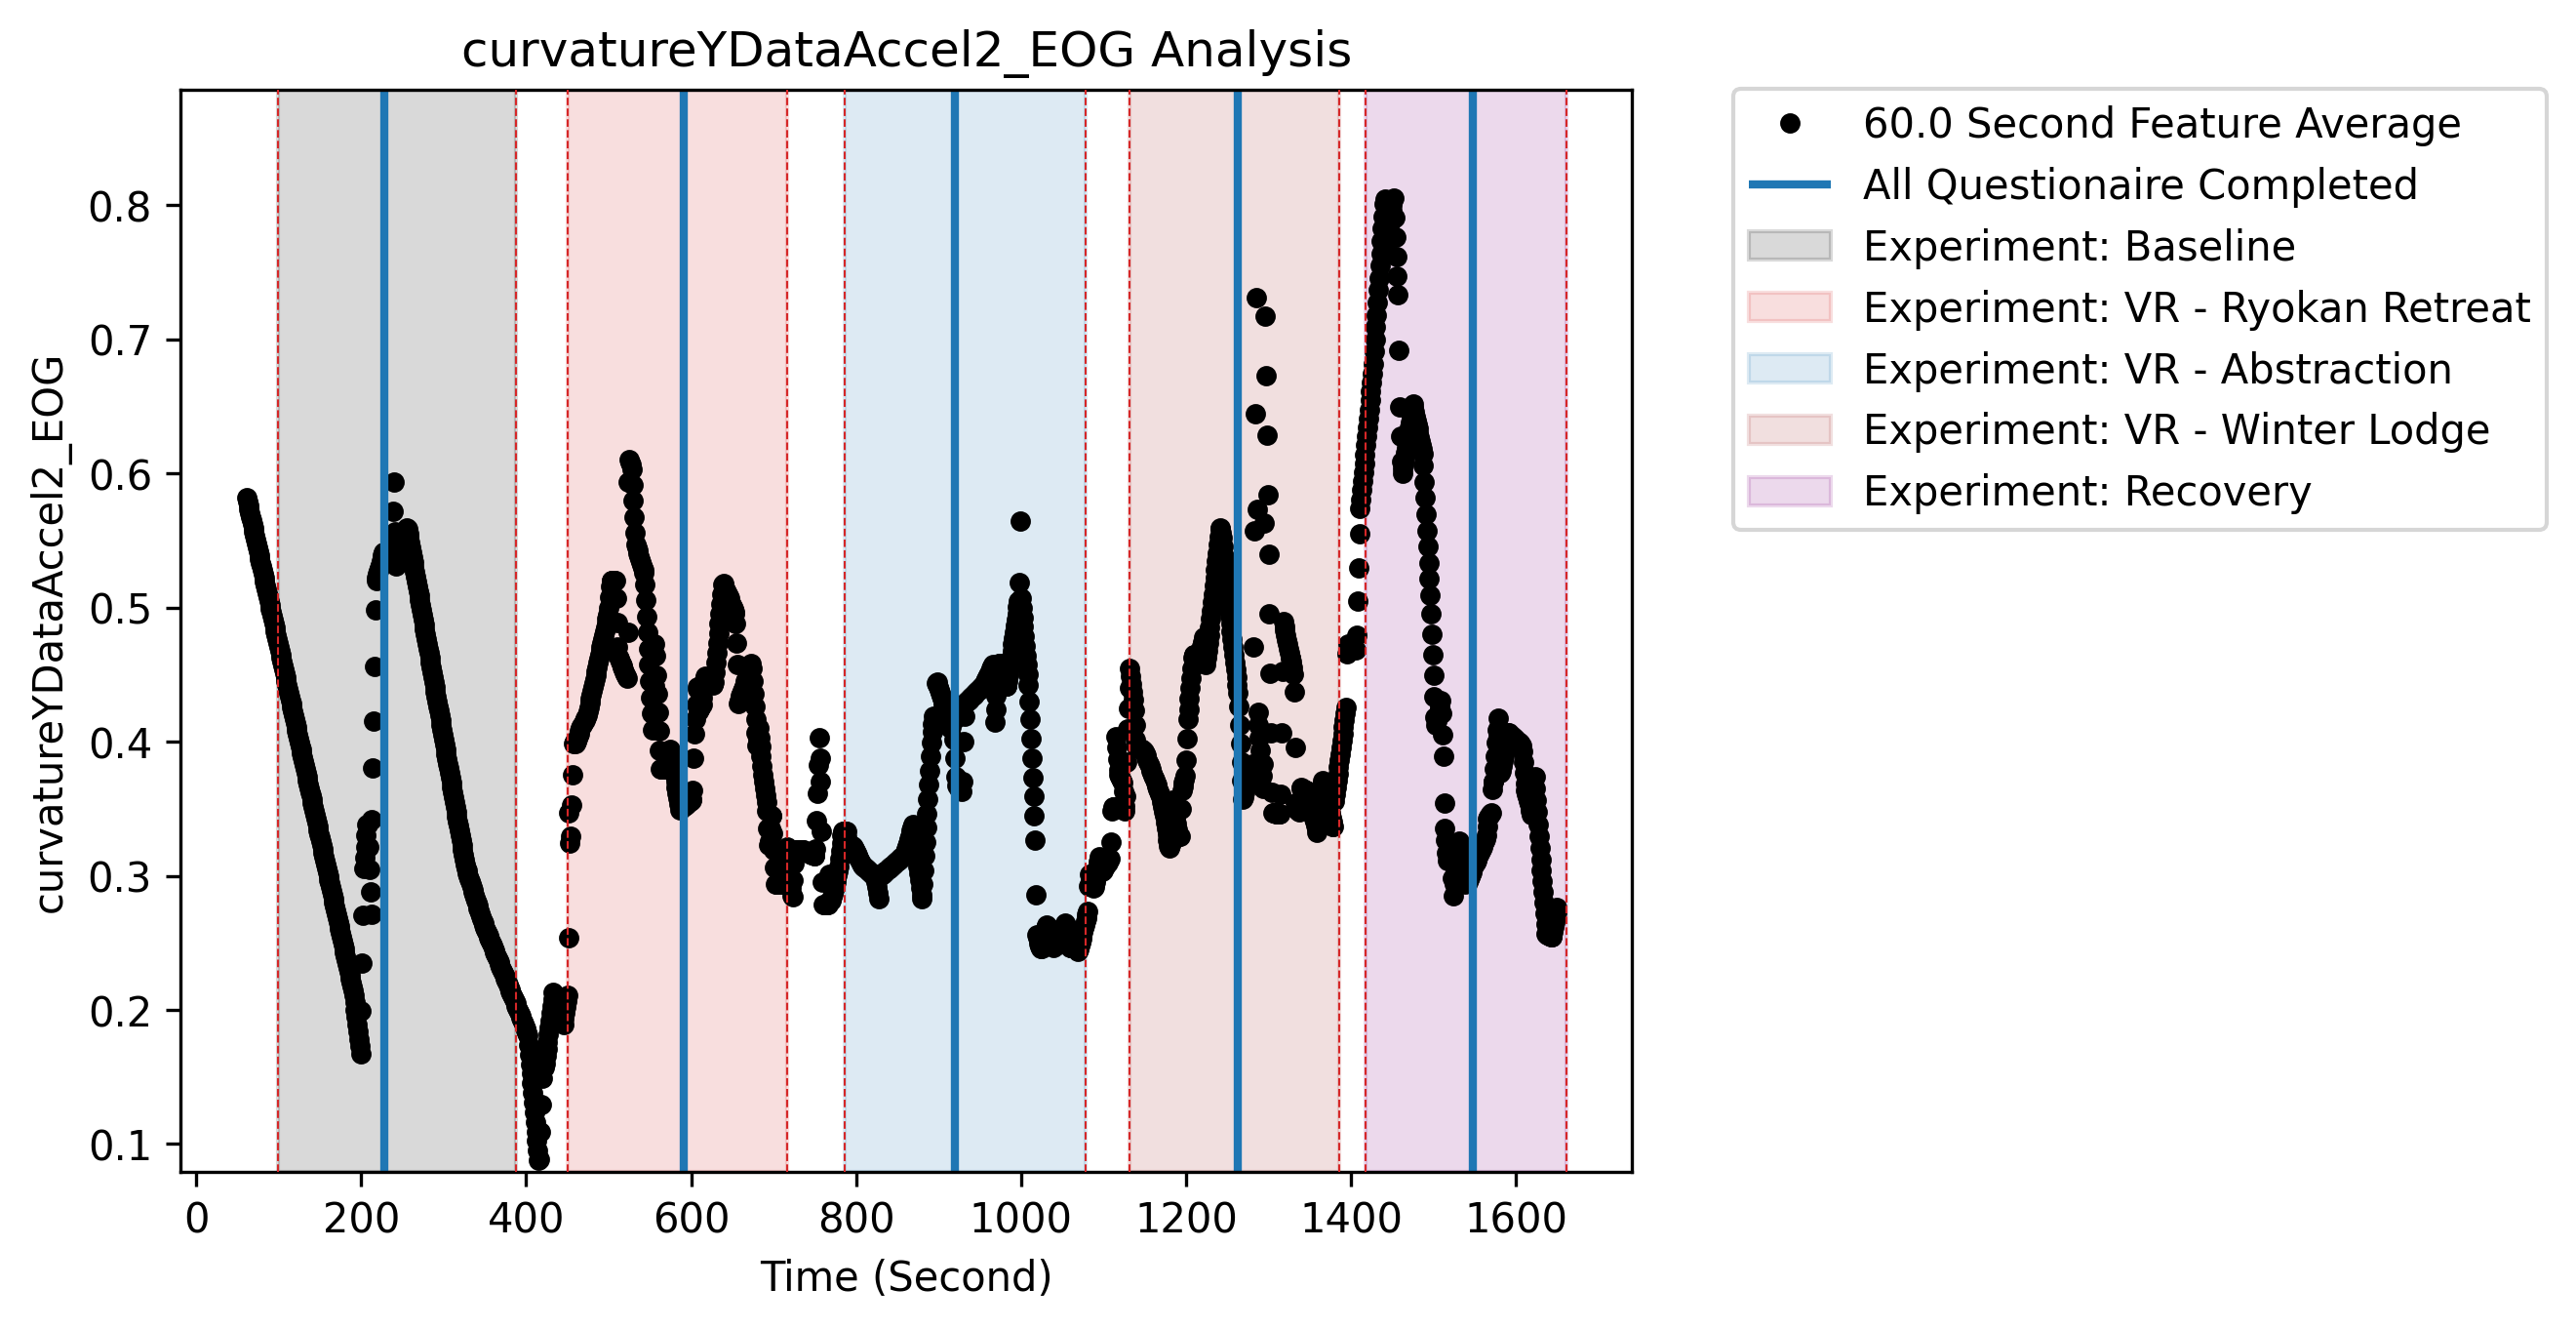 curvatureYDataAccel2_EOG Analysis
curvatureYDataAccel2_EOG
0.8
0.7
0.6
0.5
0.4
0.3
0.2
0.1
0 200 400 600 800 1000 1200 1400 1600
Time (Second)
60.0 Second Feature Average
All Questionaire Completed
Experiment: Baseline
Experiment: VR - Ryokan Retreat
Experiment: VR - Abstraction
Experiment: VR - Winter Lodge
Experiment: Recovery